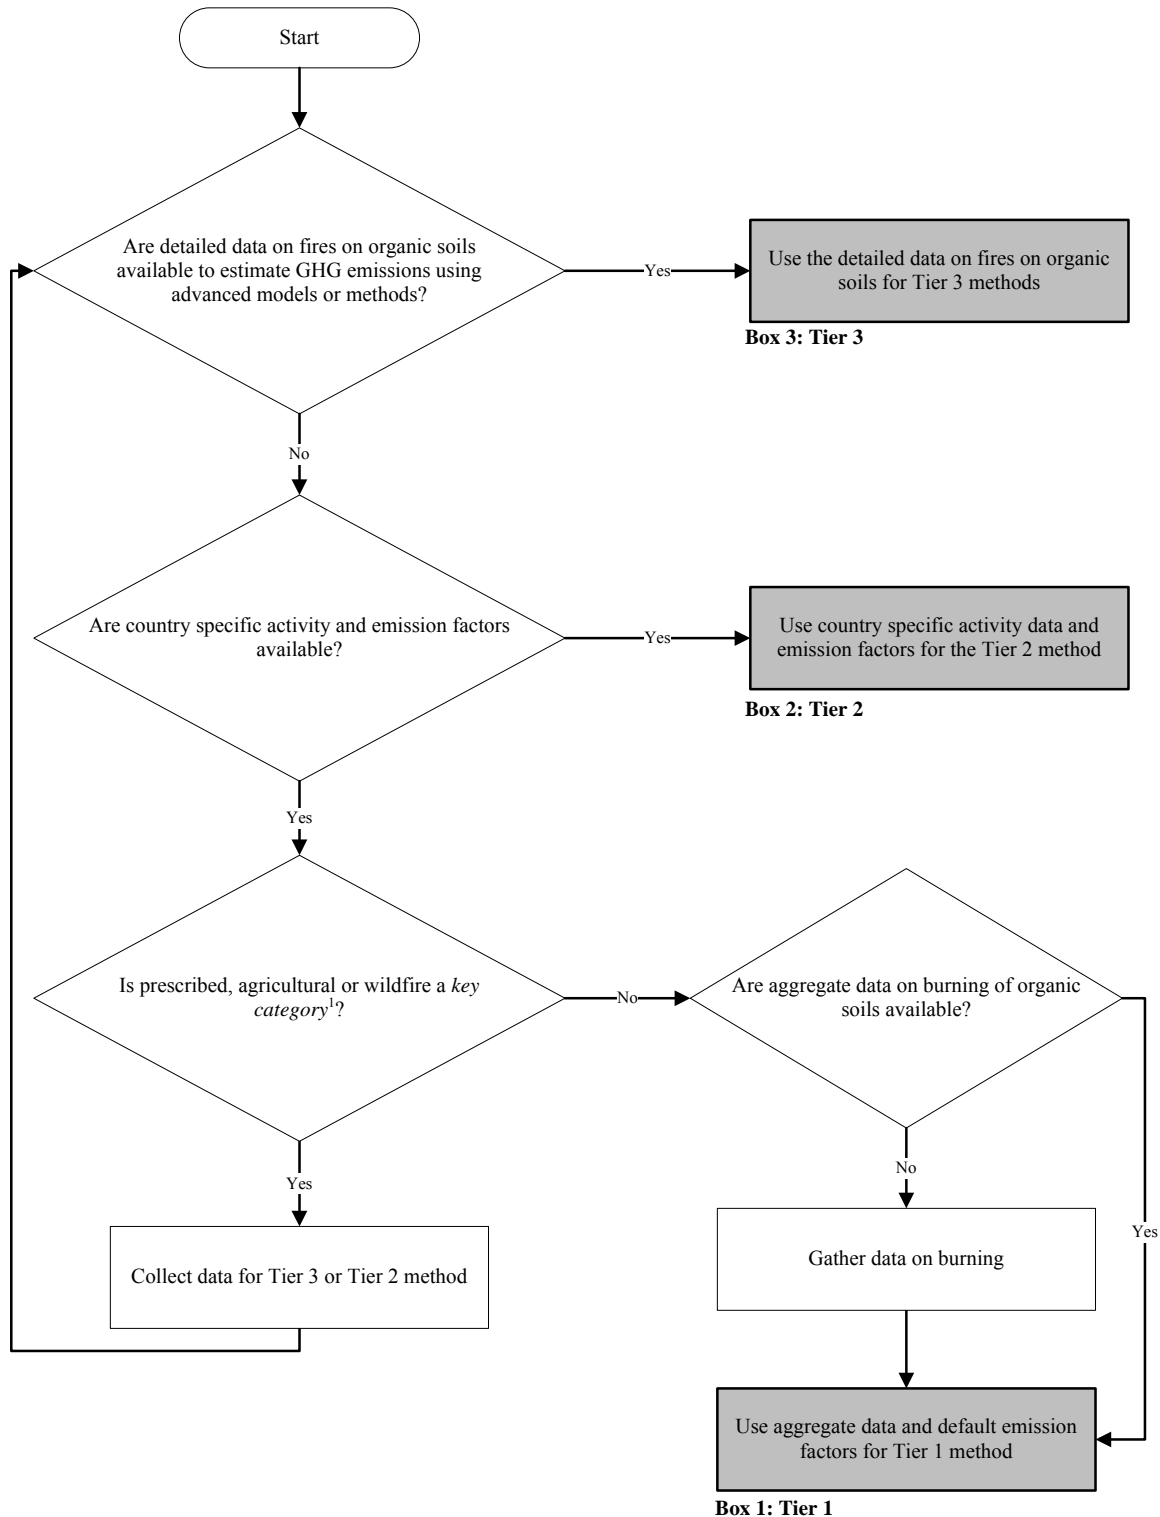 Start
Are detailed data on fires on organic soils
available to estimate GHG emissions using
advanced models or methods?
Yes
Use the detailed data on fires on organic
soils for Tier 3 methods
Box 3: Tier 3
No
Are country specific activity and emission factors
available?
Yes
Use country specific activity data and
emission factors for the Tier 2 method
Box 2: Tier 2
Yes
Is prescribed, agricultural or wildfire a key
category¹?
No
Are aggregate data on burning of organic
soils available?
Yes
No
Yes
Collect data for Tier 3 or Tier 2 method
Gather data on burning
Use aggregate data and default emission
factors for Tier 1 method
Box 1: Tier 1